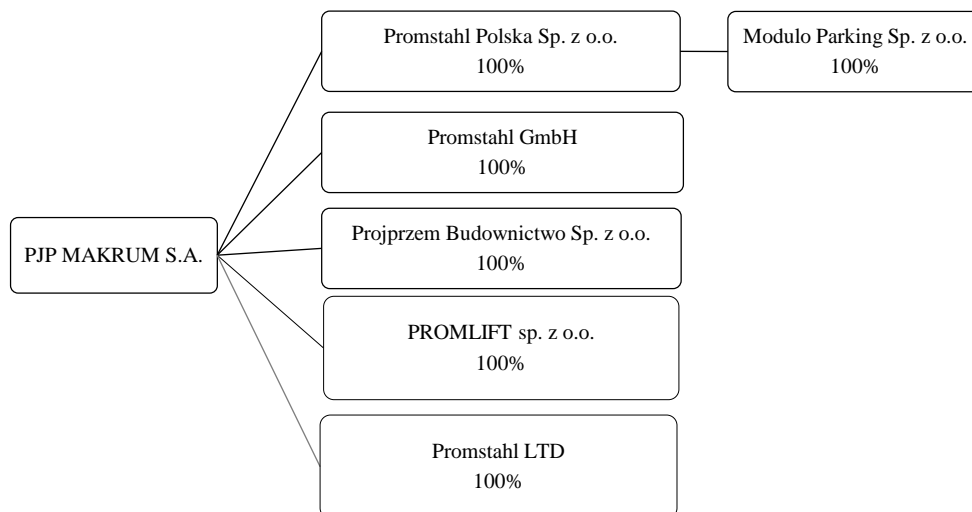 Promstahl Polska Sp. z o.o.
100%
Modulo Parking Sp. z o.o.
100%
Promstahl GmbH
100%
PJP MAKRUM S.A.
Projprzem Budownictwo Sp. z o.o.
100%
PROMLIFT sp. z o.o.
100%
Promstahl LTD
100%